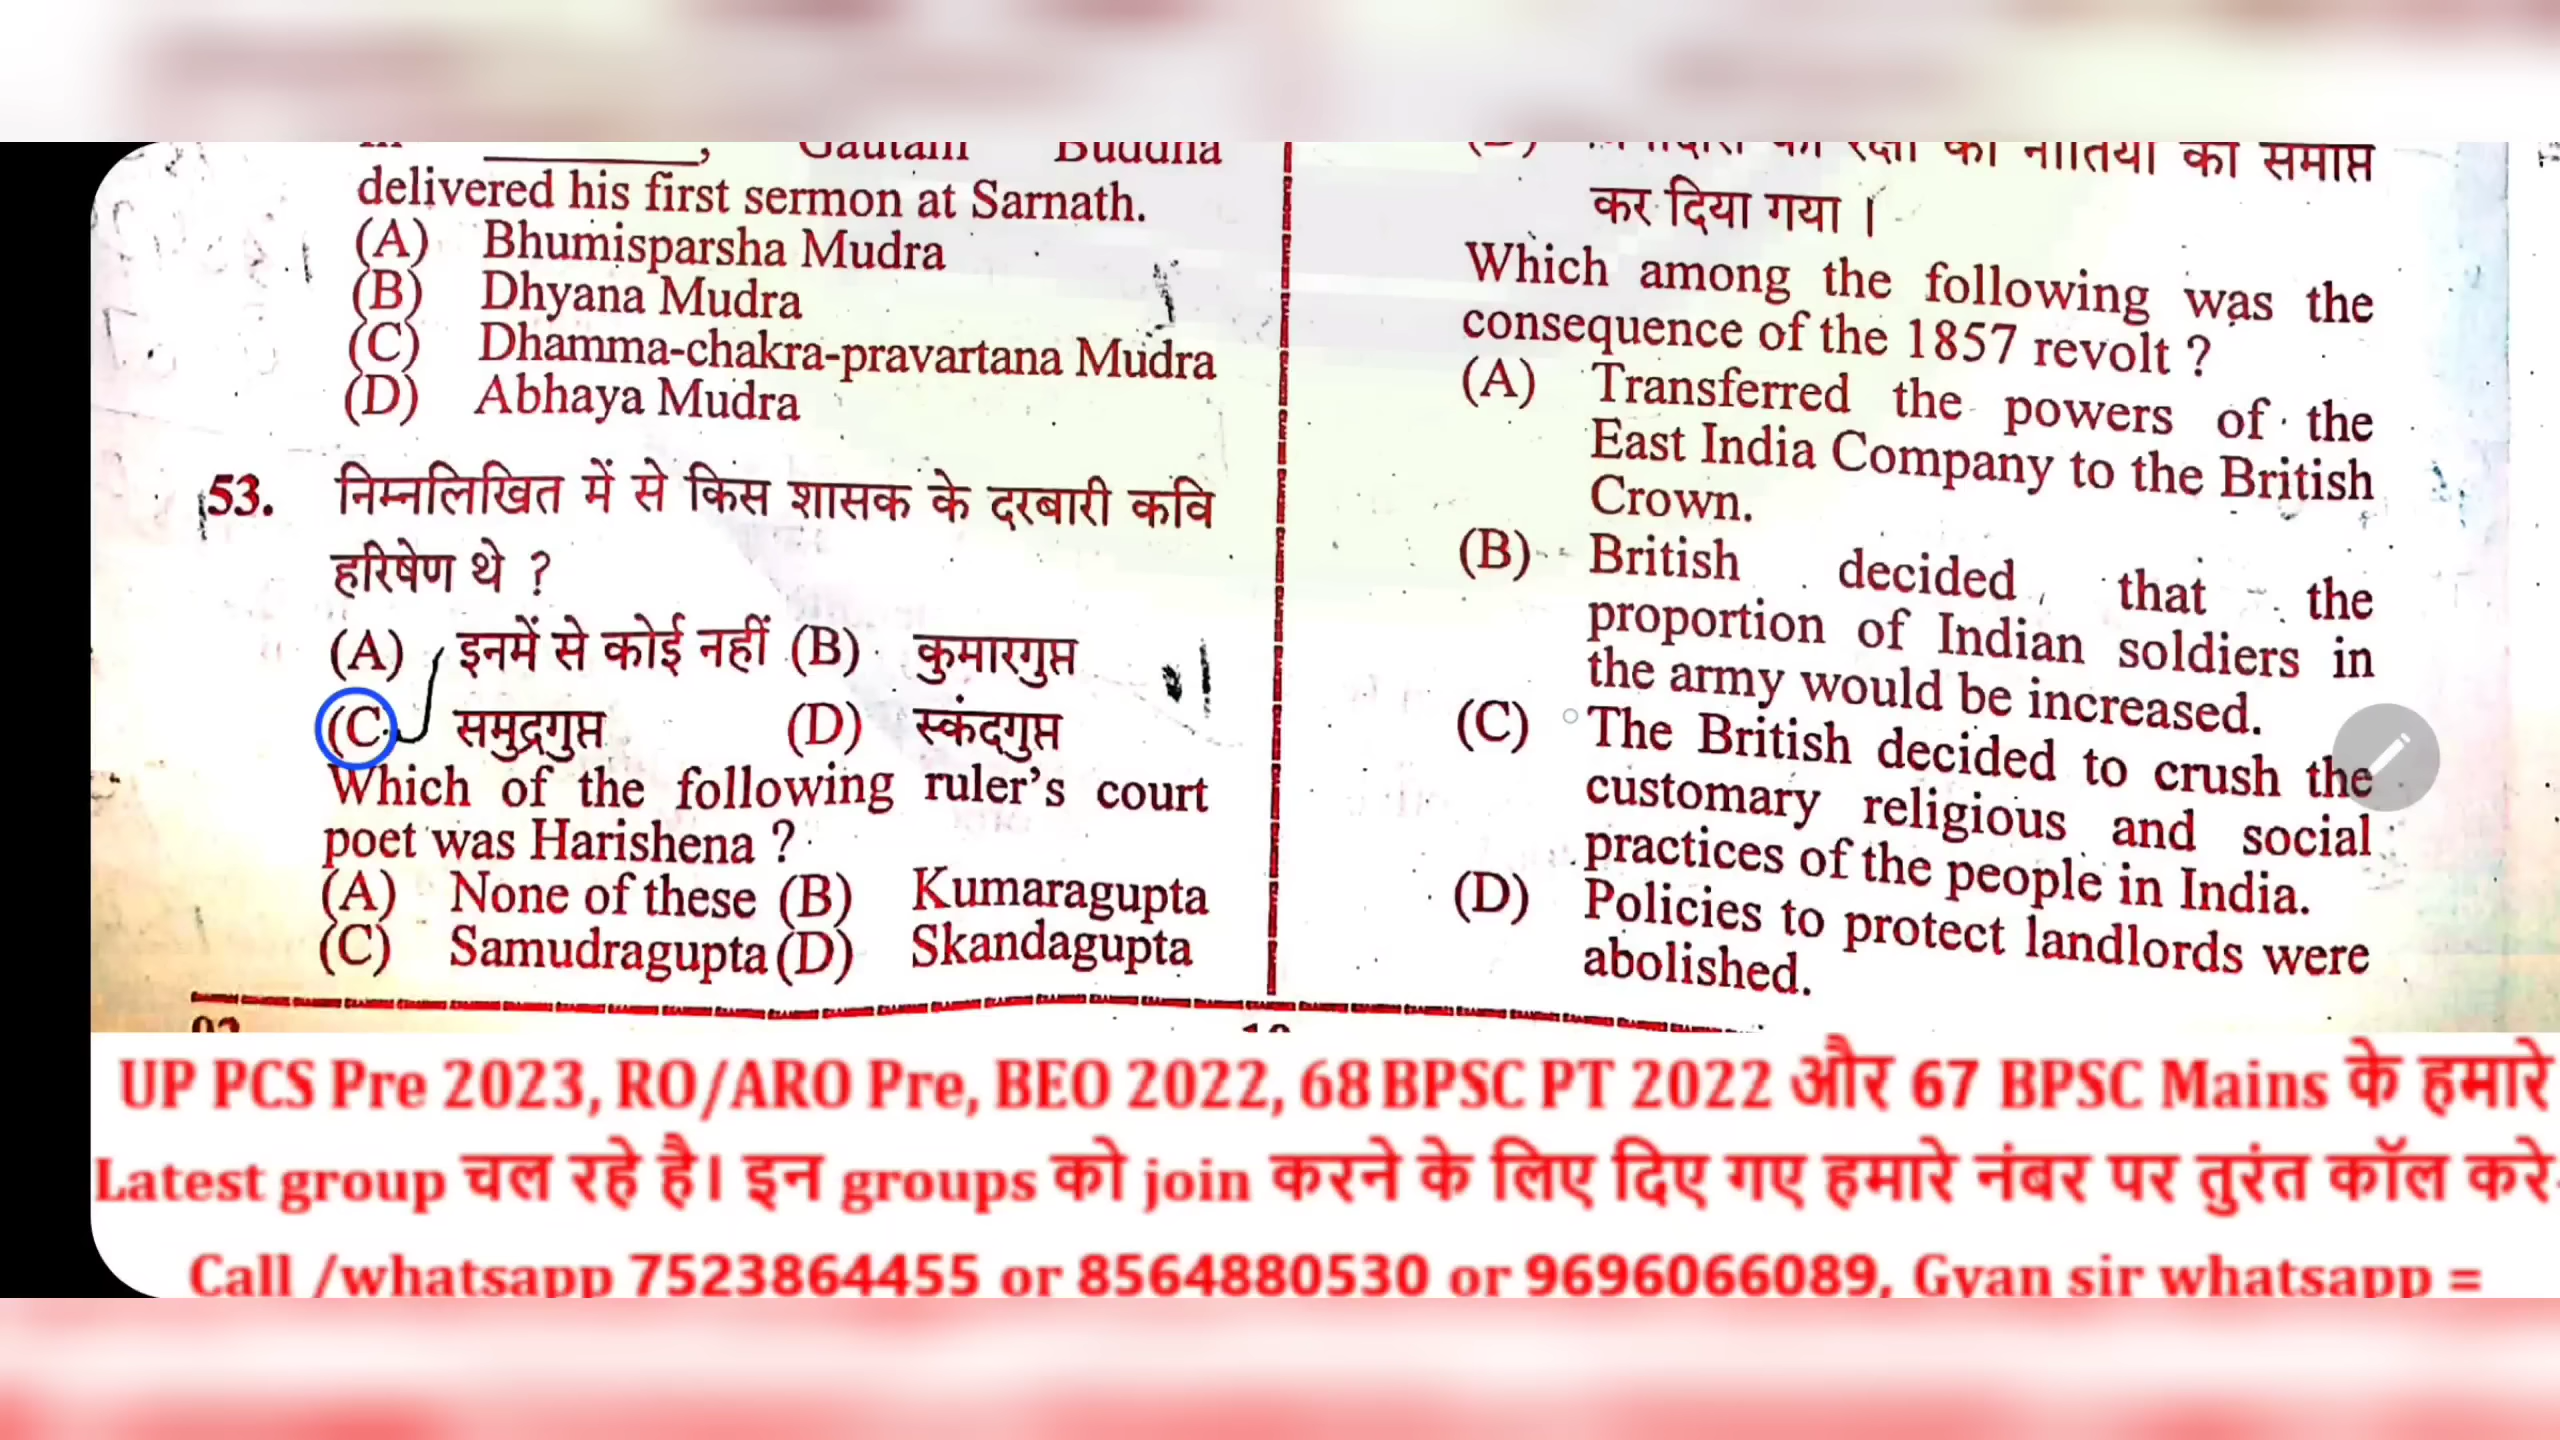 Gautam Buddha
delivered his first sermon at Sarnath.
(A) Bhumisparsha Mudra
(B) Dhyana Mudra
(C) Dhamma-chakra-pravartana Mudra
(D) Abhaya Mudra
53. निम्नलिखित में से किस शासक के दरबारी कवि
हरिषेण थे ?
(A) इनमें से कोई नहीं (B) कुमारगुप्त
(C) समुद्रगुप्त (D) स्कंदगुप्त
Which of the following ruler's court
poet was Harishena ?
(A) None of these (B) Kumaragupta
(C) Samudragupta (D) Skandagupta
की रक्षा की नीतियों को समाप्त
कर दिया गया ।
Which among the following was the
consequence of the 1857 revolt ?
(A) Transferred the powers of the
East India Company to the British
Crown.
(B) British decided that the
proportion of Indian soldiers in
the army would be increased.
(C) The British decided to crush the
customary religious and social
practices of the people in India.
(D) Policies to protect landlords were
abolished.
UP PCS Pre 2023, RO/ARO Pre, BEO 2022, 68 BPSC PT 2022 और 67 BPSC Mains के हमारे
Latest group चल रहे है। इन groups को join करने के लिए दिए गए हमारे नंबर पर तुरंत कॉल करे
Call /whatsapp 7523864455 or 8564880530 or 9696066089, Gyan sir whatsapp =